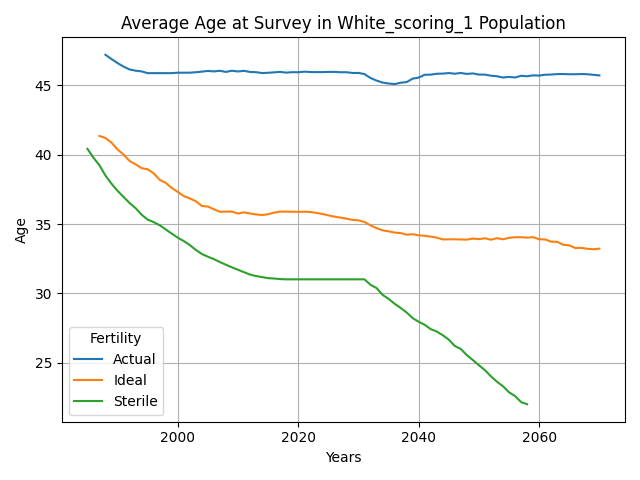 Average Age at Survey in White_scoring_1 Population
Age
45
40
35
30
25
Fertility
Actual
Ideal
Sterile
2000
2020
2040
2060
Years